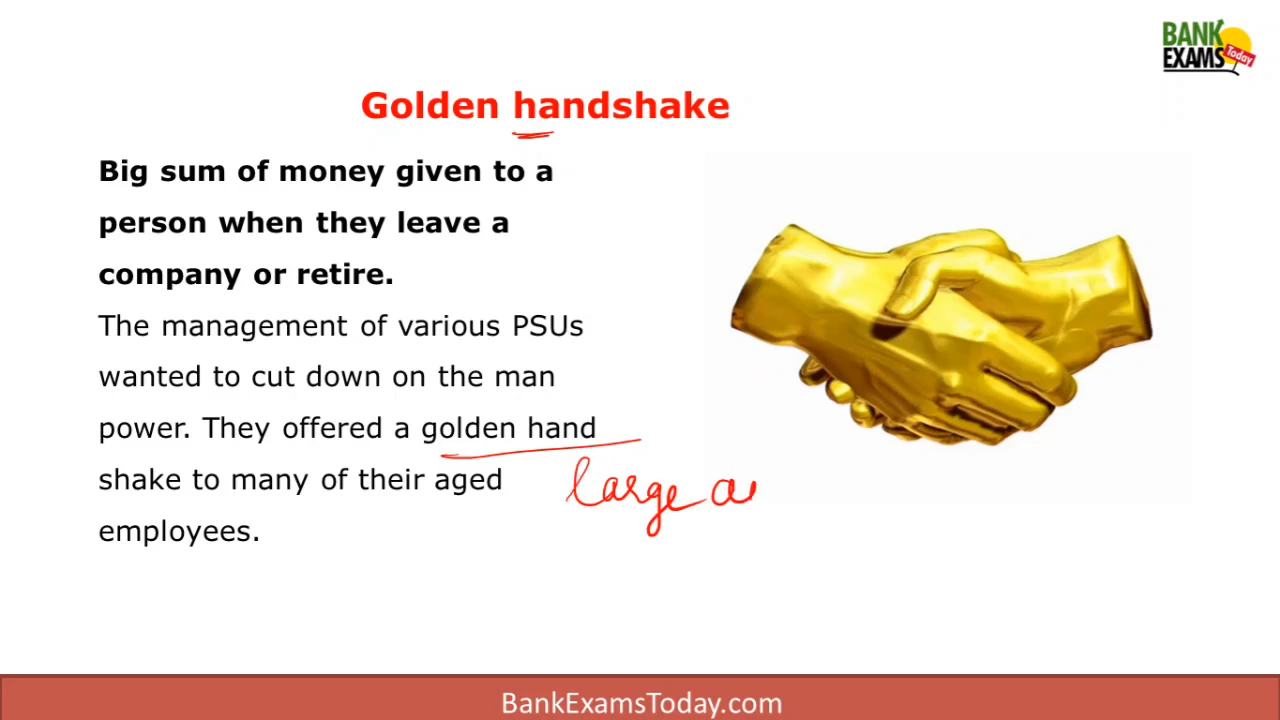 BANK
EXAMS Today
Golden handshake
Big sum of money given to a
person when they leave a
company or retire.
The management of various PSUs
wanted to cut down on the man
power. They offered a golden hand
shake to many of their aged
employees.
large
BankExamsToday.com